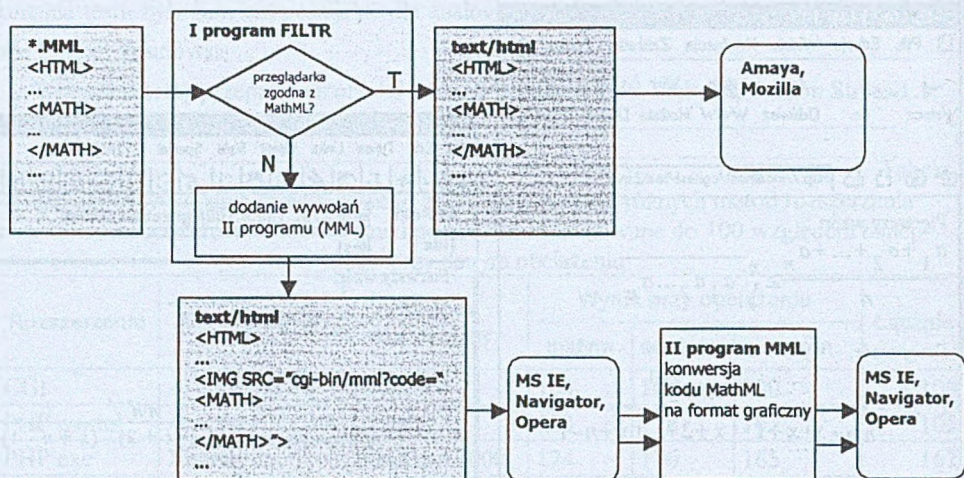 *.MML
<HTML>
...
<MATH>
...
</MATH>
...
I program FILTR
przeglądarka
zgodna z
MathML?
T
N
dodanie wywołań
II programu (MML)
text/html
<HTML>
...
<MATH>
...
</MATH>
...
Amaya,
Mozilla
text/html
<HTML>
...
<IMG SRC="cgi-bin/mml?code="
<MATH>
...
</MATH>">
...
MS IE,
Navigator,
Opera
II program MML
konwersja
kodu MathML
na format graficzny
MS IE,
Navigator,
Opera